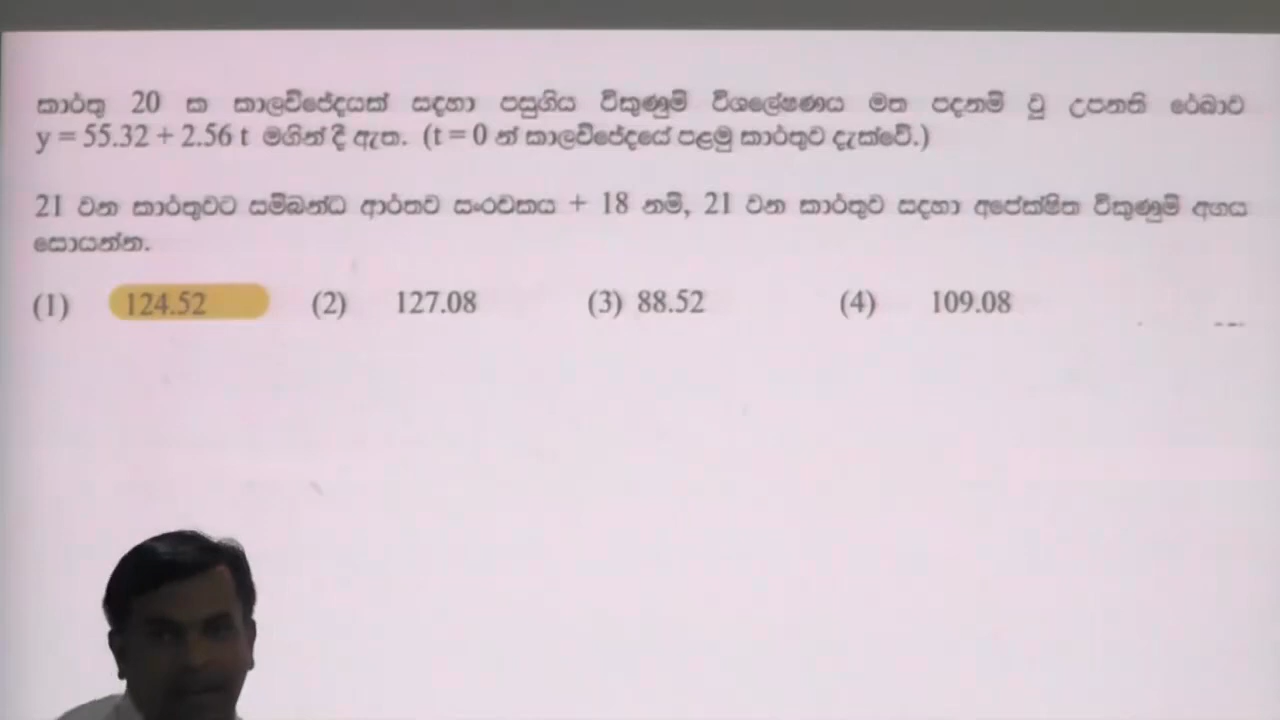 කාර්තු 20 ක කාලච්ඡේදයක් සඳහා පසුගිය විකුණුම් විශ්ලේෂණය මත පදනම් වූ උපනති රේඛාව
y = 55.32 + 2.56 t මගින් දී ඇත. (t = 0 න් කාලච්ඡේදයේ පළමු කාර්තුව දැක්වේ.)
21 වන කාර්තුවට සම්බන්ධ ආර්තව සංරචකය + 18 නම්, 21 වන කාර්තුව සඳහා අපේක්ෂිත විකුණුම් අගය
සොයන්න.
(1) 124.52 (2) 127.08 (3) 88.52 (4) 109.08